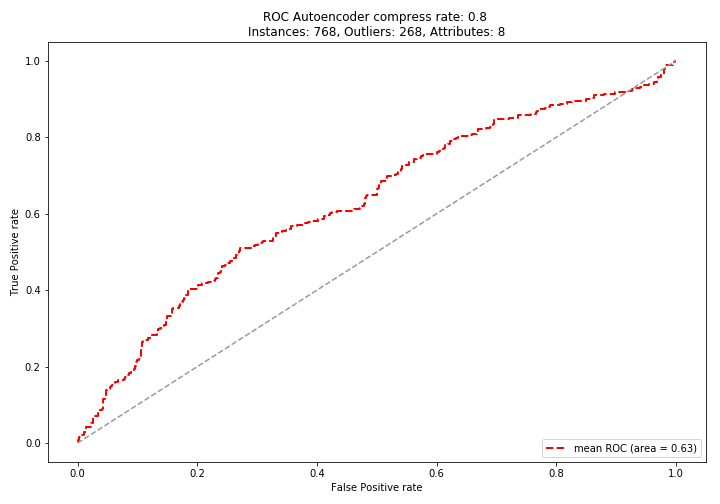 ROC Autoencoder compress rate: 0.8
Instances: 768, Outliers: 268, Attributes: 8
1.0
0.8
0.6
0.4
0.2
0.0
True Positive rate
mean ROC (area = 0.63)
0.0 0.2 0.4 0.6 0.8 1.0
False Positive rate